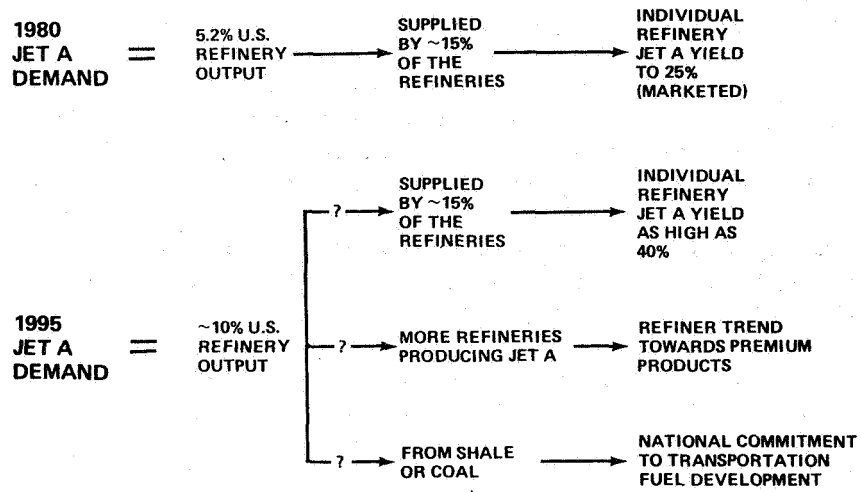 1980
JET A
DEMAND
=
5.2% U.S.
REFINERY
OUTPUT
SUPPLIED
BY ~15%
OF THE
REFINERIES
INDIVIDUAL
REFINERY
JET A YIELD
TO 25%
(MARKETED)
1995
JET A
DEMAND
=
~10% U.S.
REFINERY
OUTPUT
?
SUPPLIED
BY ~15%
OF THE
REFINERIES
INDIVIDUAL
REFINERY
JET A YIELD
AS HIGH AS
40%
?
MORE REFINERIES
PRODUCING JET A
REFINER TREND
TOWARDS PREMIUM
PRODUCTS
?
FROM SHALE
OR COAL
NATIONAL COMMITMENT
TO TRANSPORTATION
FUEL DEVELOPMENT